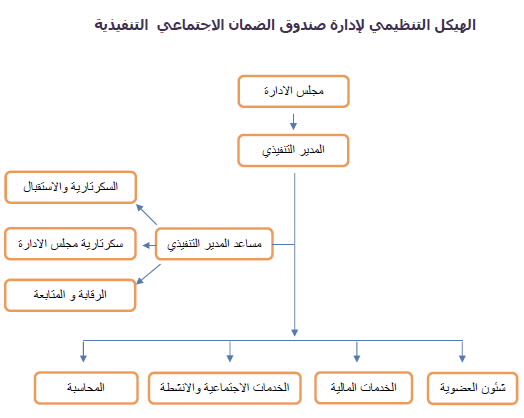 الهيكل التنظيمي لإدارة صندوق الضمان الاجتماعي التنفيذية
مجلس الادارة
المدير التنفيذي
السكرتارية والاستقبال
مساعد المدير التنفيذي
سكرتارية مجلس الادارة
الرقابة و المتابعة
شئون العضوية
الخدمات المالية
الخدمات الاجتماعية والانشطة
المحاسبة